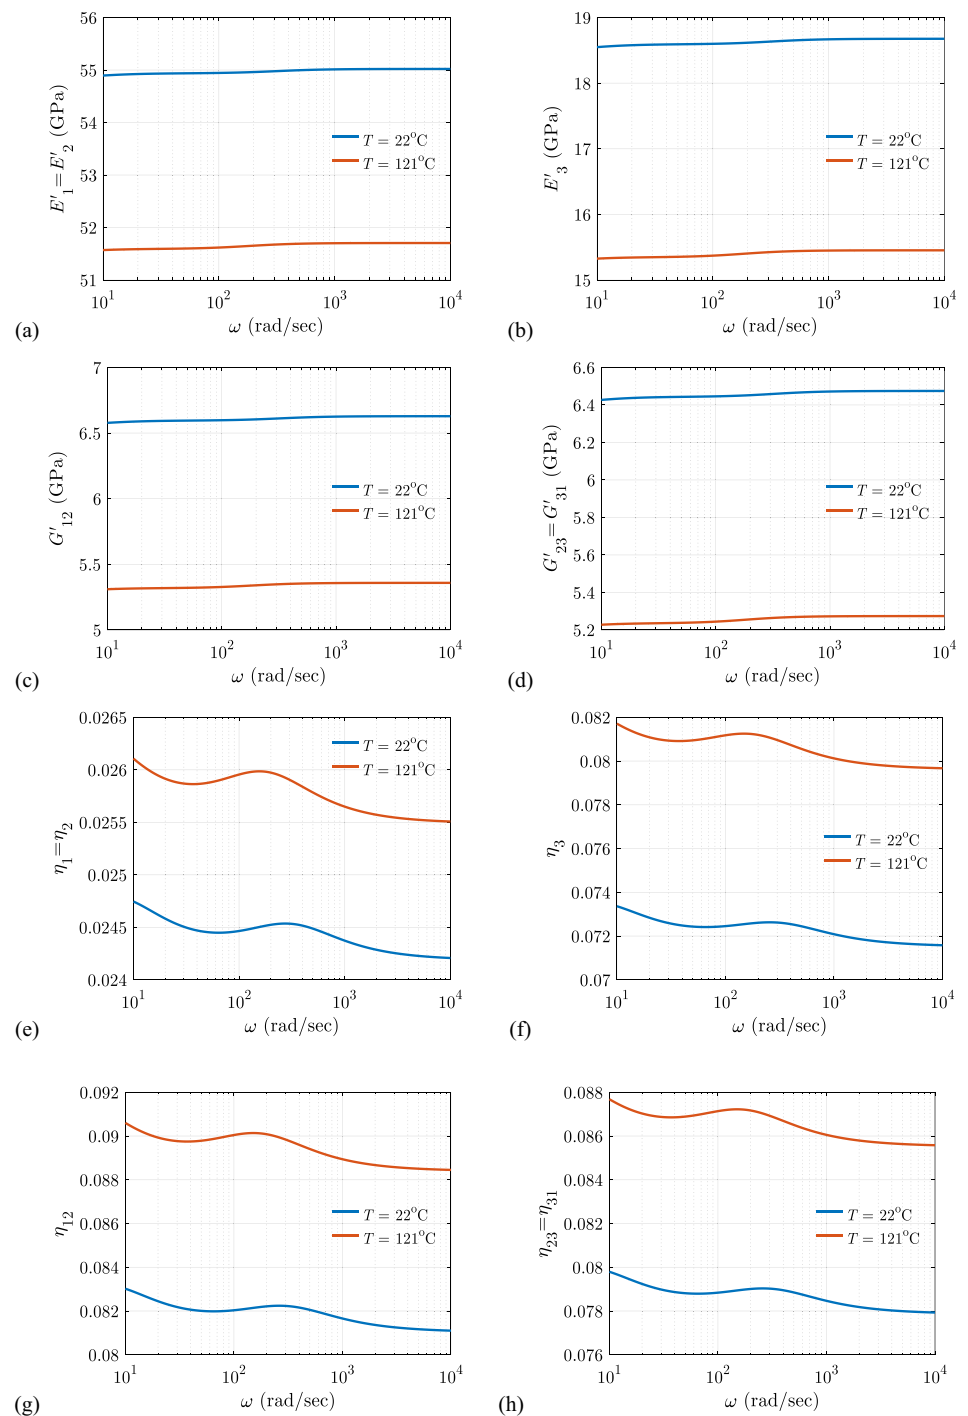 56
55
54
53
52
51
E′1=E′2 (GPa)
T = 22°C
T = 121°C
10^1 10^2 10^3 10^4
ω (rad/sec)
(a)
19
18
17
16
15
E′3 (GPa)
T = 22°C
T = 121°C
10^1 10^2 10^3 10^4
ω (rad/sec)
(b)
7
6.5
6
5.5
5
G′12 (GPa)
T = 22°C
T = 121°C
10^1 10^2 10^3 10^4
ω (rad/sec)
(c)
6.6
6.4
6.2
6
5.8
5.6
5.4
5.2
G′23=G′31 (GPa)
T = 22°C
T = 121°C
10^1 10^2 10^3 10^4
ω (rad/sec)
(d)
0.0265
0.026
0.0255
0.025
0.0245
0.024
η1=η2
T = 22°C
T = 121°C
10^1 10^2 10^3 10^4
ω (rad/sec)
(e)
0.082
0.08
0.078
0.076
0.074
0.072
0.07
η3
T = 22°C
T = 121°C
10^1 10^2 10^3 10^4
ω (rad/sec)
(f)
0.092
0.09
0.088
0.086
0.084
0.082
0.08
η12
T = 22°C
T = 121°C
10^1 10^2 10^3 10^4
ω (rad/sec)
(g)
0.088
0.086
0.084
0.082
0.08
0.078
0.076
η23=η31
T = 22°C
T = 121°C
10^1 10^2 10^3 10^4
ω (rad/sec)
(h)